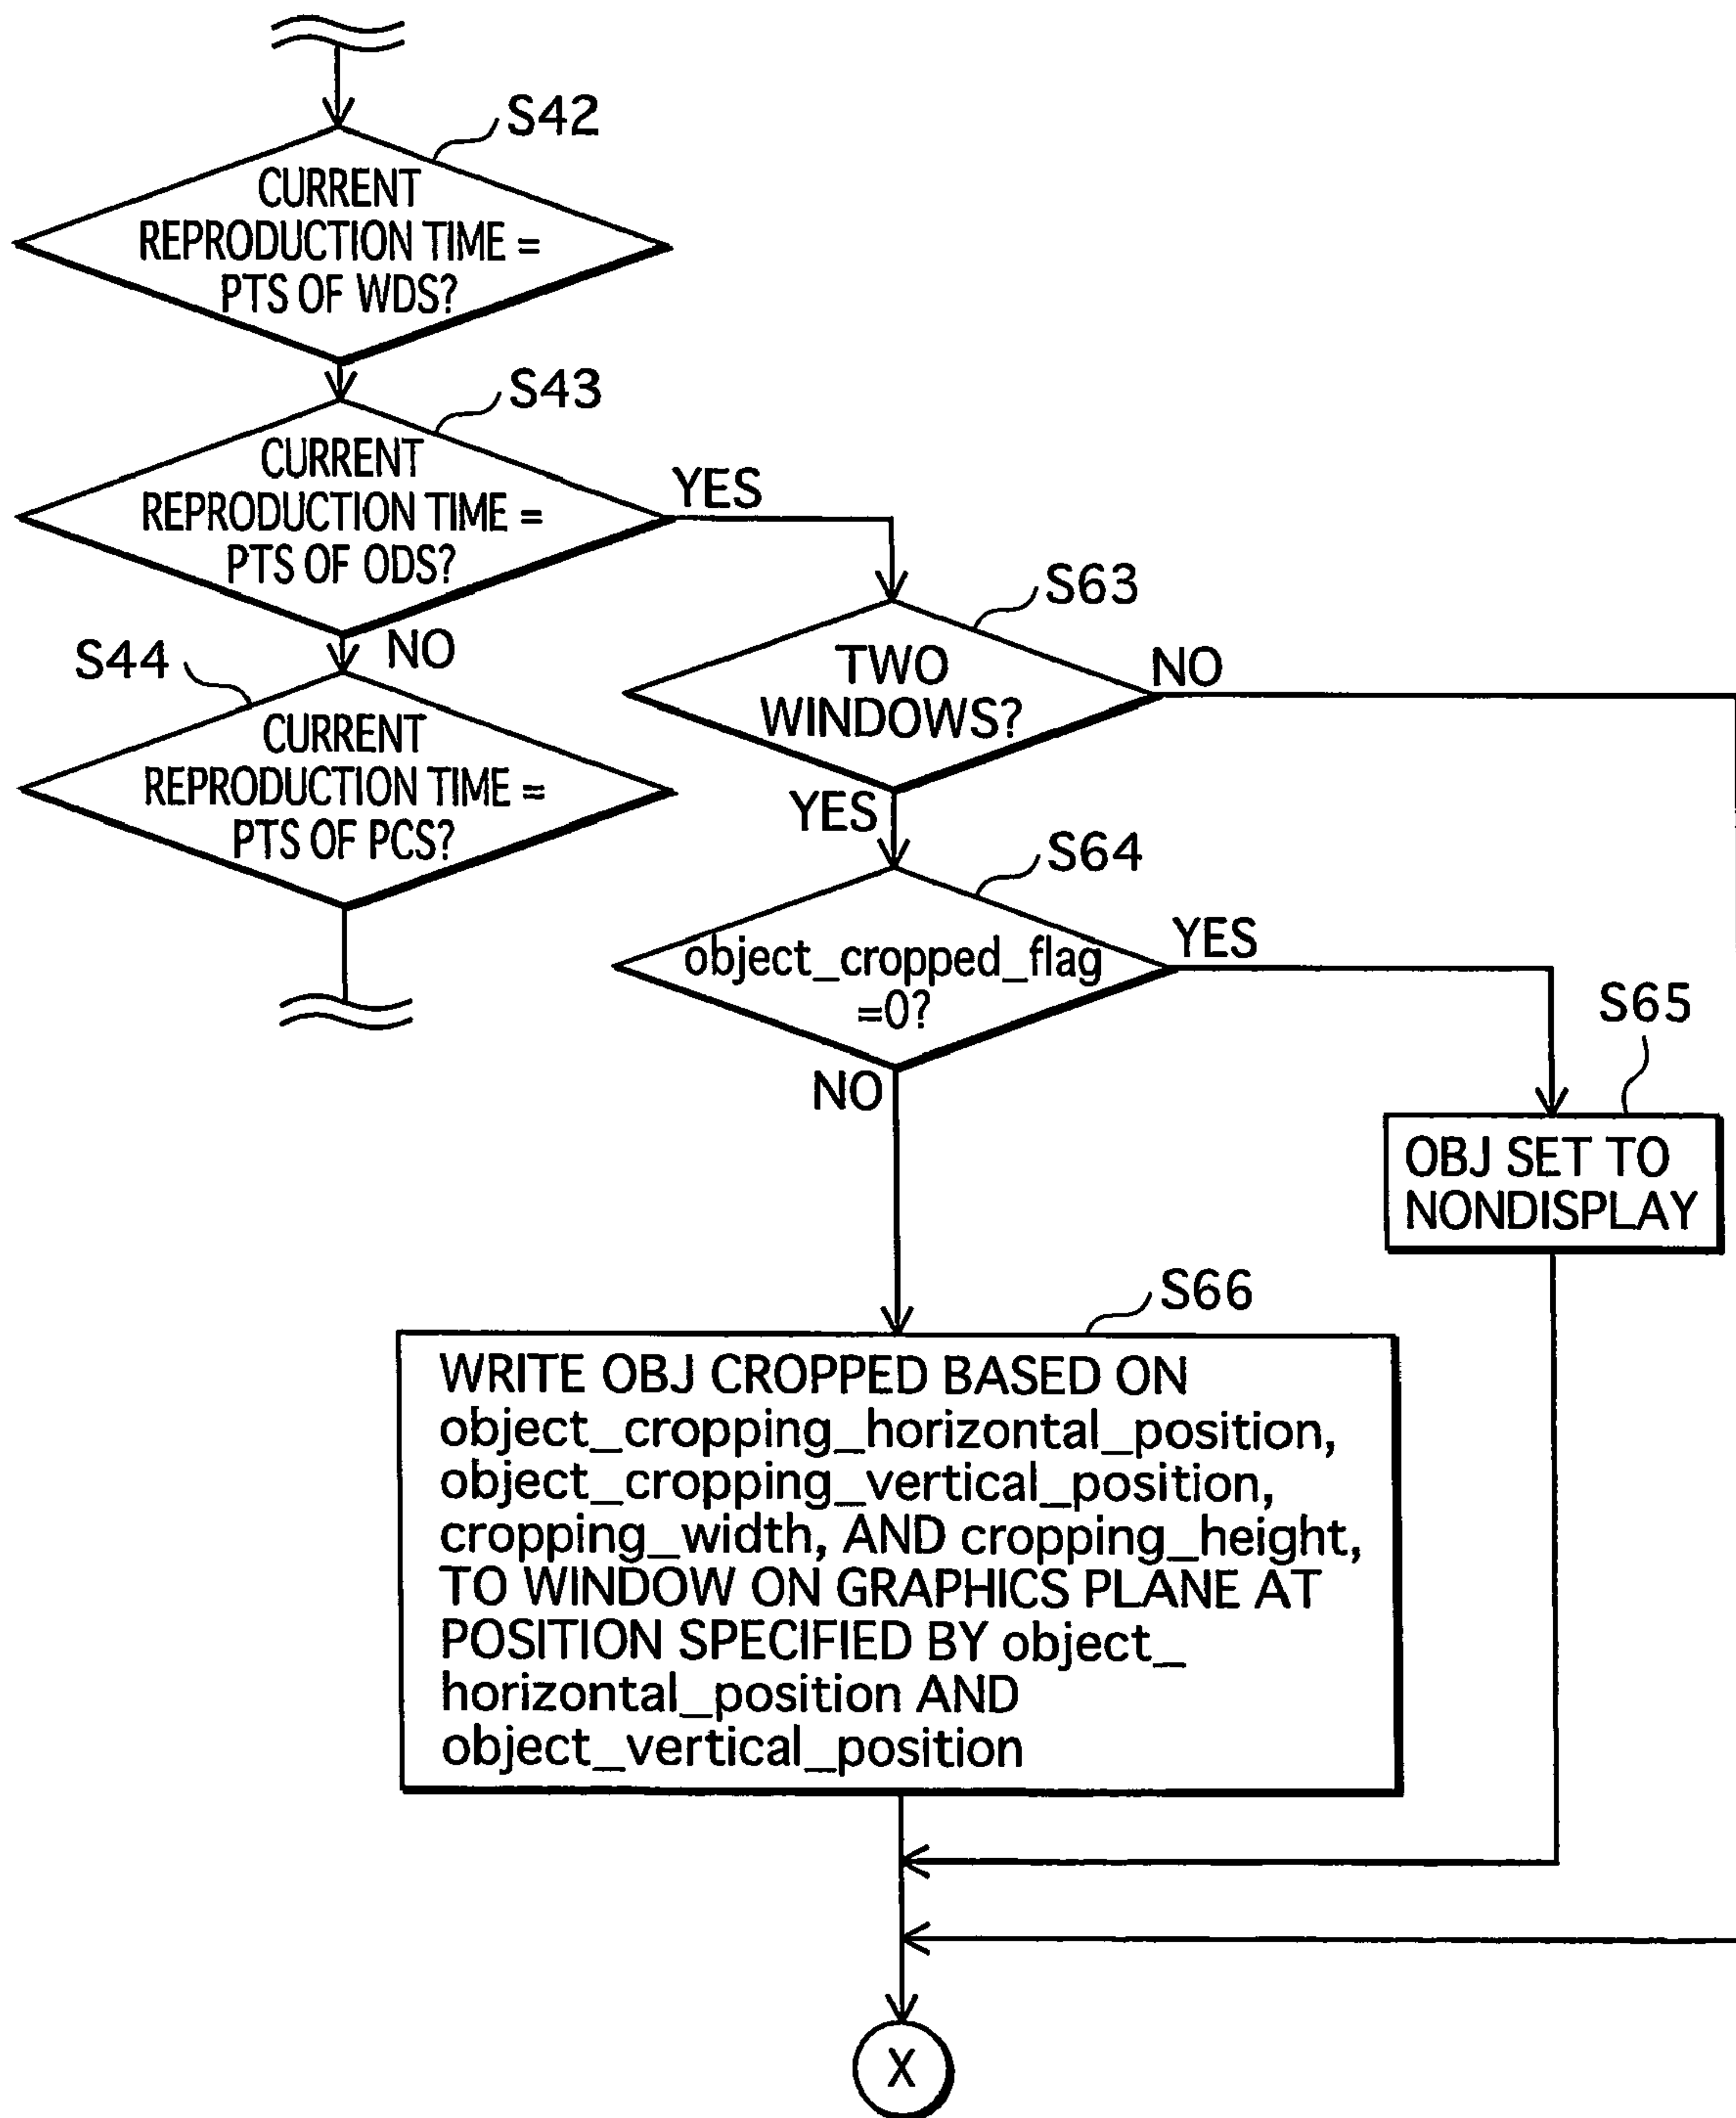 S42
CURRENT
REPRODUCTION TIME =
PTS OF WDS?
S43
CURRENT
REPRODUCTION TIME =
PTS OF ODS?
YES
NO
S44
CURRENT
REPRODUCTION TIME =
PTS OF PCS?
S63
TWO
WINDOWS?
NO
YES
S64
object_cropped_flag
=0?
YES
NO
S65
OBJ SET TO
NONDISPLAY
S66
WRITE OBJ CROPPED BASED ON
object_cropping_horizontal_position,
object_cropping_vertical_position,
cropping_width, AND cropping_height,
TO WINDOW ON GRAPHICS PLANE AT
POSITION SPECIFIED BY object_
horizontal_position AND
object_vertical_position
X